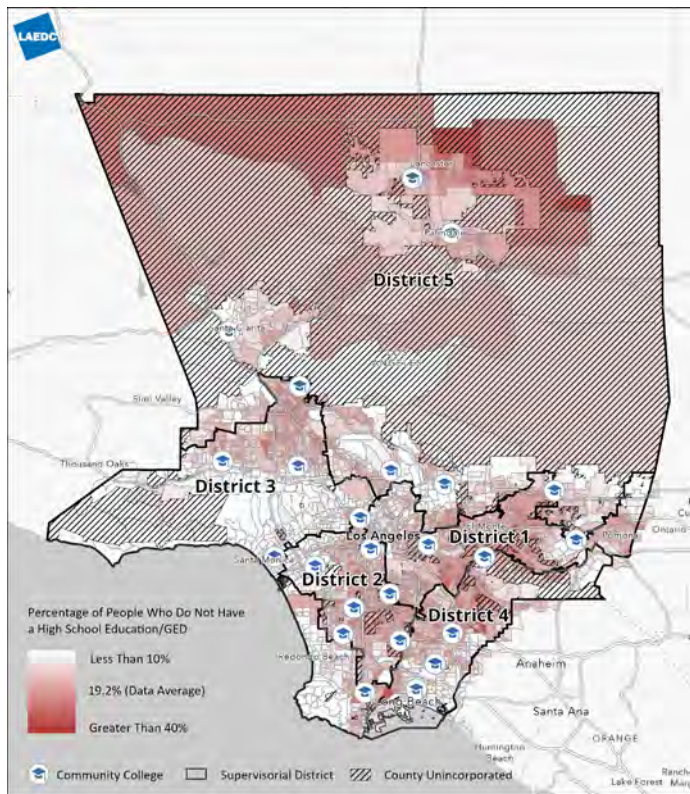 LAEDC
Lancaster
Palmdale
District 5
Santa Clarita
Simi Valley
Thousand Oaks
District 3
El Monte
Los Angeles
District 1
Pomona
Ontario
Santa Monica
District 2
District 4
Percentage of People Who Do Not Have
a High School Education/GED
Less Than 10%
19.2% (Data Average)
Greater Than 40%
Redondo Beach
Anaheim
Long Beach
Santa Ana
ORANGE
Huntington
Beach
Lake Forest
Community College
Supervisorial District
County Unincorporated